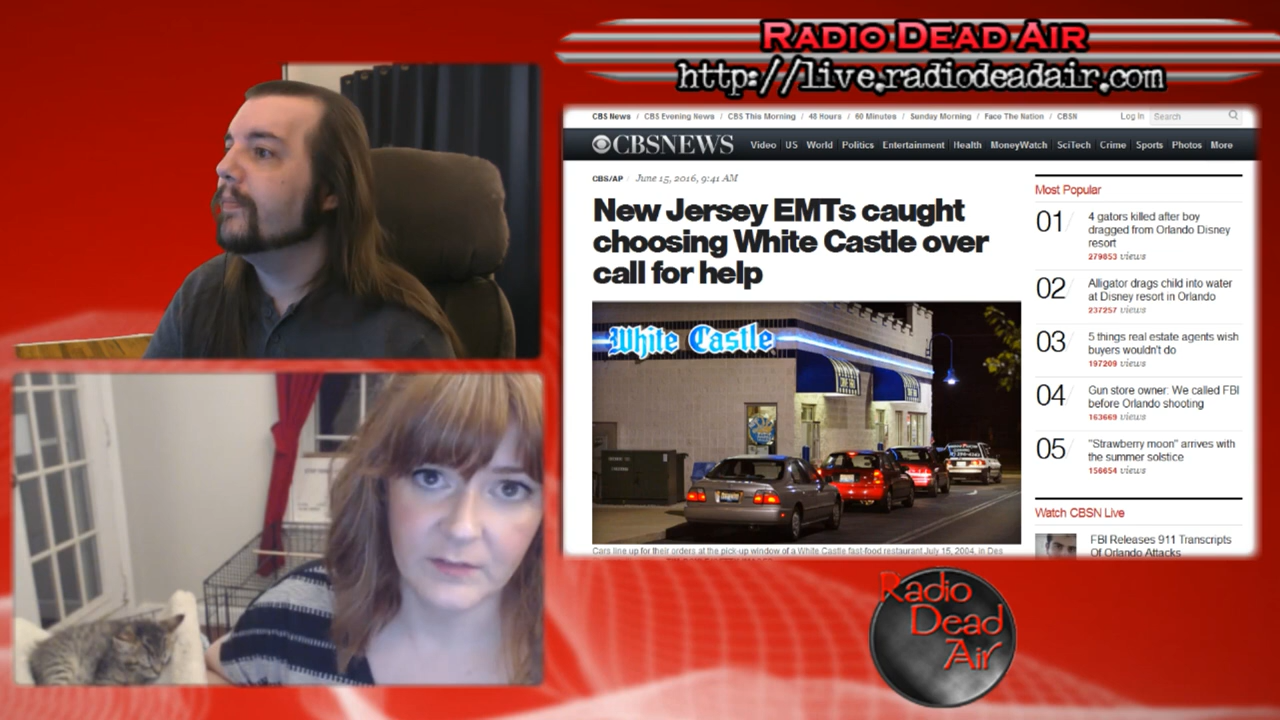 RADIO DEAD AIR
http://live.radiodeadair.com
CBS News / CBS Evening News / CBS This Morning / 48 Hours / 60 Minutes / Sunday Morning / Face The Nation / CBSN
Log In
Search
CBSNEWS
Video US World Politics Entertainment Health MoneyWatch SciTech Crime Sports Photos More
CBS/AP / June 15, 2016, 9:41 AM
New Jersey EMTs caught
choosing White Castle over
call for help
White Castle
Cars line up for their orders at the pick-up window of a White Castle fast-food restaurant July 15, 2004, in Des
Most Popular
01
4 gators killed after boy
dragged from Orlando Disney
resort
279853 views
02
Alligator drags child into water
at Disney resort in Orlando
237257 views
03
5 things real estate agents wish
buyers wouldn't do
197209 views
04
Gun store owner: We called FBI
before Orlando shooting
163669 views
05
"Strawberry moon" arrives with
the summer solstice
156654 views
Watch CBSN Live
FBI Releases 911 Transcripts
Of Orlando Attacks
Radio
Dead
Air